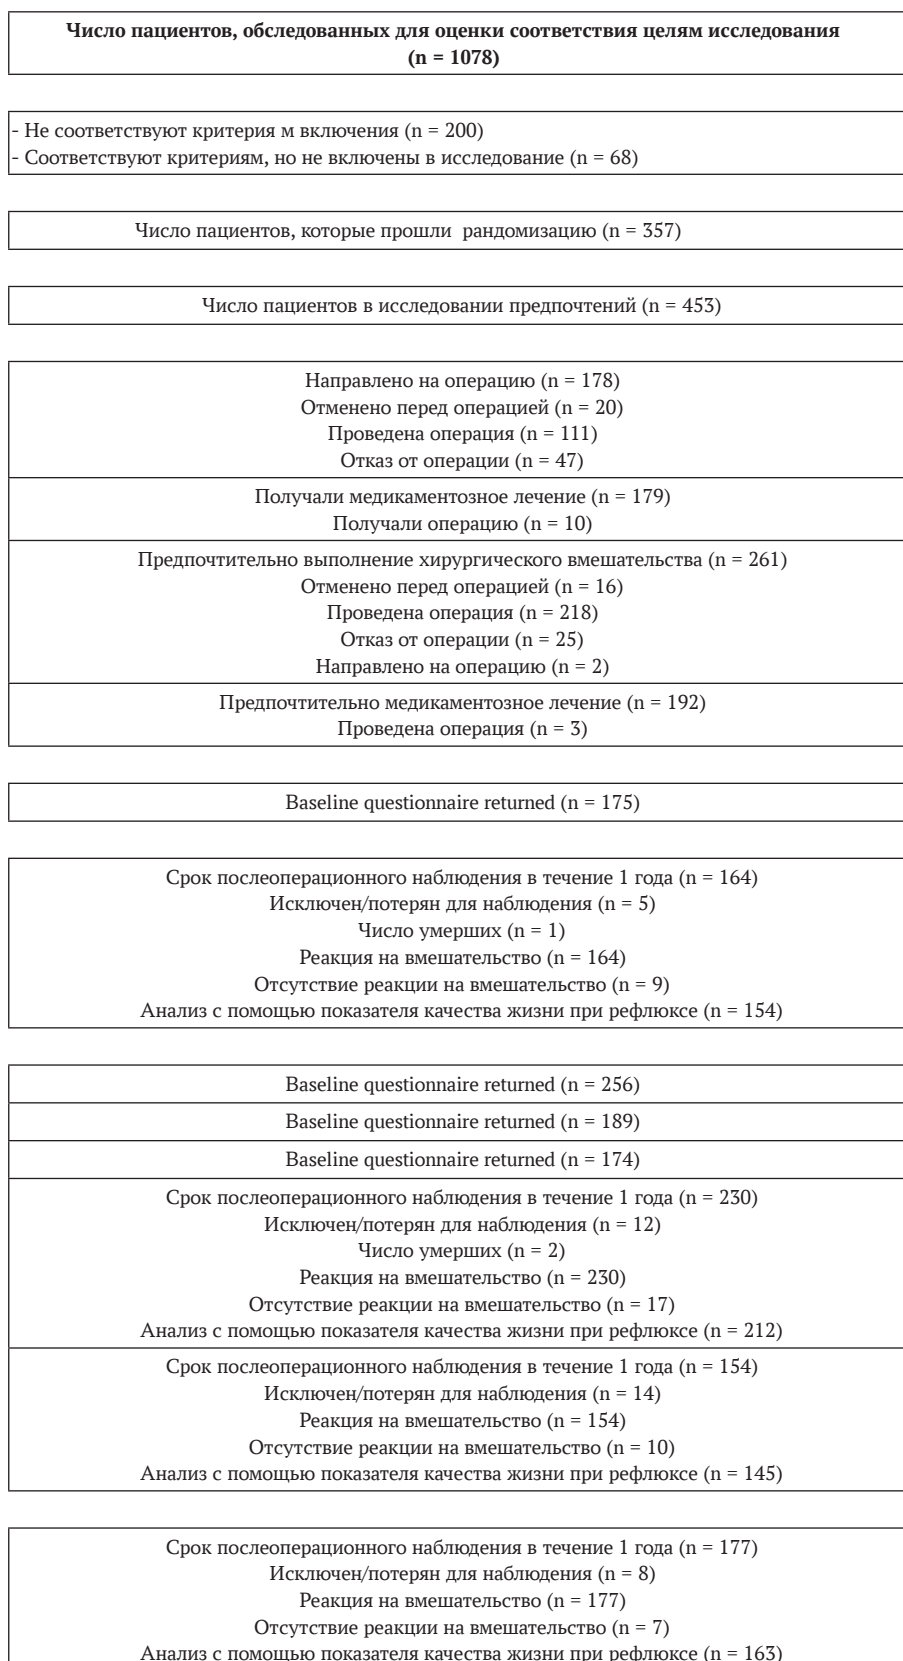 Число пациентов, обследованных для оценки соответствия целям исследования
(n = 1078)
- Не соответствуют критерия м включения (n = 200)
- Соответствуют критериям, но не включены в исследование (n = 68)
Число пациентов, которые прошли рандомизацию (n = 357)
Число пациентов в исследовании предпочтений (n = 453)
Направлено на операцию (n = 178)
Отменено перед операцией (n = 20)
Проведена операция (n = 111)
Отказ от операции (n = 47)
Получали медикаментозное лечение (n = 179)
Получали операцию (n = 10)
Предпочтительно выполнение хирургического вмешательства (n = 261)
Отменено перед операцией (n = 16)
Проведена операция (n = 218)
Отказ от операции (n = 25)
Направлено на операцию (n = 2)
Предпочтительно медикаментозное лечение (n = 192)
Проведена операция (n = 3)
Baseline questionnaire returned (n = 175)
Срок послеоперационного наблюдения в течение 1 года (n = 164)
Исключен/потерян для наблюдения (n = 5)
Число умерших (n = 1)
Реакция на вмешательство (n = 164)
Отсутствие реакции на вмешательство (n = 9)
Анализ с помощью показателя качества жизни при рефлюксе (n = 154)
Baseline questionnaire returned (n = 256)
Baseline questionnaire returned (n = 189)
Baseline questionnaire returned (n = 174)
Срок послеоперационного наблюдения в течение 1 года (n = 230)
Исключен/потерян для наблюдения (n = 12)
Число умерших (n = 2)
Реакция на вмешательство (n = 230)
Отсутствие реакции на вмешательство (n = 17)
Анализ с помощью показателя качества жизни при рефлюксе (n = 212)
Срок послеоперационного наблюдения в течение 1 года (n = 154)
Исключен/потерян для наблюдения (n = 14)
Реакция на вмешательство (n = 154)
Отсутствие реакции на вмешательство (n = 10)
Анализ с помощью показателя качества жизни при рефлюксе (n = 145)
Срок послеоперационного наблюдения в течение 1 года (n = 177)
Исключен/потерян для наблюдения (n = 8)
Реакция на вмешательство (n = 177)
Отсутствие реакции на вмешательство (n = 7)
Анализ с помощью показателя качества жизни при рефлюксе (n = 163)